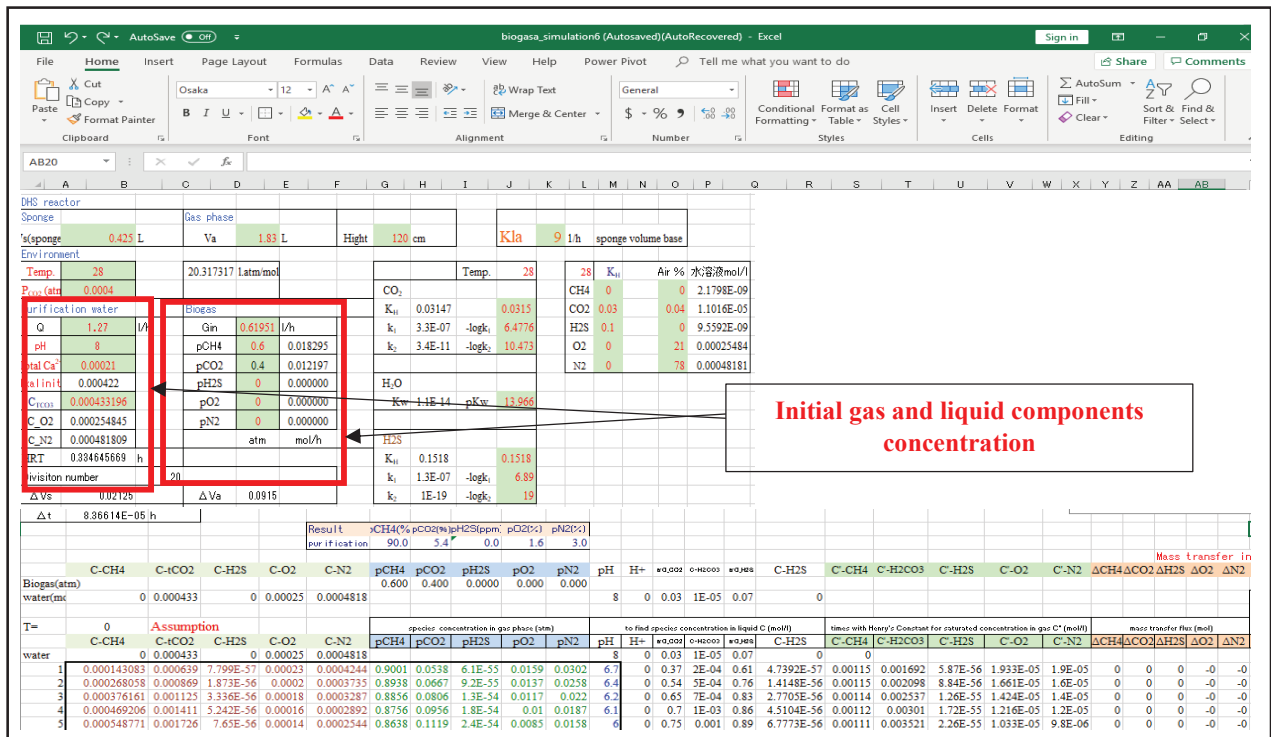 AutoSave Off biogasa_simulation6 (Autosaved)(AutoRecovered) - Excel Sign in
File Home Insert Page Layout Formulas Data Review View Help Power Pivot Tell me what you want to do Share Comments
Cut Osaka 12 A^ A˅ Wrap Text General AutoSum
Paste Copy B I U A Merge & Center $ % 9 Conditional Formatting Format as Table Cell Styles Insert Delete Format Fill Sort & Filter Find & Select
Format Painter Clear
Clipboard Font Alignment Number Styles Cells Editing
AB20 fx
A B C D E F G H I J K L M N O P Q R S T U V W X Y Z AA AB
DHS reactor
Sponge Gas phase
's(sponge 0.425 L Va 1.83 L Hight 120 cm Kla 9 1/h sponge volume base
Environment
Temp. 28 20.317317 l.atm/mol Temp. 28 28 KH Air % 水溶液mol/l
PCO2 (atm 0.0004 CO2 CH4 0 0 2.1798E-09
urification water Biogas KH 0.03147 0.0315 CO2 0.03 0.04 1.1016E-05
Q 1.27 l/h Gin 0.61951 l/h k1 3.3E-07 -logk1 6.4776 H2S 0.1 0 9.5592E-09
pH 8 pCH4 0.6 0.018295 k2 3.4E-11 -logk2 10.473 O2 0 21 0.00025484
otal Ca2 0.00021 pCO2 0.4 0.012197 N2 0 78 0.00048181
kalinit 0.000422 pH2S 0 0.000000 H2O
CTCO3 0.000433196 pO2 0 0.000000 Kw 1.1E-14 pKw 13.966
C_O2 0.000254845 pN2 0 0.000000
C_N2 0.000481809 atm mol/h H2S
HRT 0.334645669 h KH 0.1518 0.1518
Divisiton number 20 k1 1.3E-07 -logk1 6.89
ΔVs 0.02125 ΔVa 0.0915 k2 1E-19 -logk2 19
Initial gas and liquid components
concentration
Δt 8.36614E-05 h
Result pCH4(% pCO2(%) pH2S(ppm) pO2(%) pN2(%)
purification 90.0 5.4 0.0 1.6 3.0
Mass transfer in
C-CH4 C-tCO2 C-H2S C-O2 C-N2 pCH4 pCO2 pH2S pO2 pN2 pH H+ C-H2CO3 C-H2S C'-CH4 C'-H2CO3 C'-H2S C'-O2 C'-N2 ΔCH4 ΔCO2 ΔH2S ΔO2 ΔN2
Biogas(atm) 0.600 0.400 0.0000 0.000 0.000
water(mo 0 0.000433 0 0.00025 0.0004818 8 0 0.03 1E-05 0.07 0
T= 0 Assumption species concentration in gas phase (atm) to find species concentration in liquid C (mol/l) times with Henry's Constant for saturated concentration in gas C* (mol/l) mass transfer flux (mol)
C-CH4 C-tCO2 C-H2S C-O2 C-N2 pCH4 pCO2 pH2S pO2 pN2 pH H+ C-H2CO3 C-H2S C'-CH4 C'-H2CO3 C'-H2S C'-O2 C'-N2 ΔCH4 ΔCO2 ΔH2S ΔO2 ΔN2
water 0 0.000433 0 0.00025 0.0004818 8 0 0.03 1E-05 0.07 0
1 0.000143083 0.000639 7.799E-57 0.00023 0.0004244 0.9001 0.0538 6.1E-55 0.0159 0.0302 6.7 0 0.37 2E-04 0.61 4.7392E-57 0.00115 0.001692 5.87E-56 1.933E-05 1.9E-05 0 0 0 -0 -0
2 0.000268058 0.000869 1.873E-56 0.0002 0.0003735 0.8938 0.0667 9.2E-55 0.0137 0.0258 6.4 0 0.54 5E-04 0.76 1.4148E-56 0.00115 0.002098 8.84E-56 1.661E-05 1.6E-05 0 0 0 -0 -0
3 0.000376161 0.001125 3.336E-56 0.00018 0.0003287 0.8856 0.0806 1.3E-54 0.0117 0.022 6.2 0 0.65 7E-04 0.83 2.7705E-56 0.00114 0.002537 1.26E-55 1.424E-05 1.4E-05 0 0 0 -0 -0
4 0.000469206 0.001411 5.242E-56 0.00016 0.0002892 0.8756 0.0956 1.8E-54 0.01 0.0187 6.1 0 0.7 1E-03 0.86 4.5104E-56 0.00112 0.00301 1.72E-55 1.216E-05 1.2E-05 0 0 0 -0 -0
5 0.000548771 0.001726 7.65E-56 0.00014 0.0002544 0.8638 0.1119 2.4E-54 0.0085 0.0158 6 0 0.75 0.001 0.89 6.7773E-56 0.00111 0.003521 2.26E-55 1.033E-05 9.8E-06 0 0 0 -0 -0